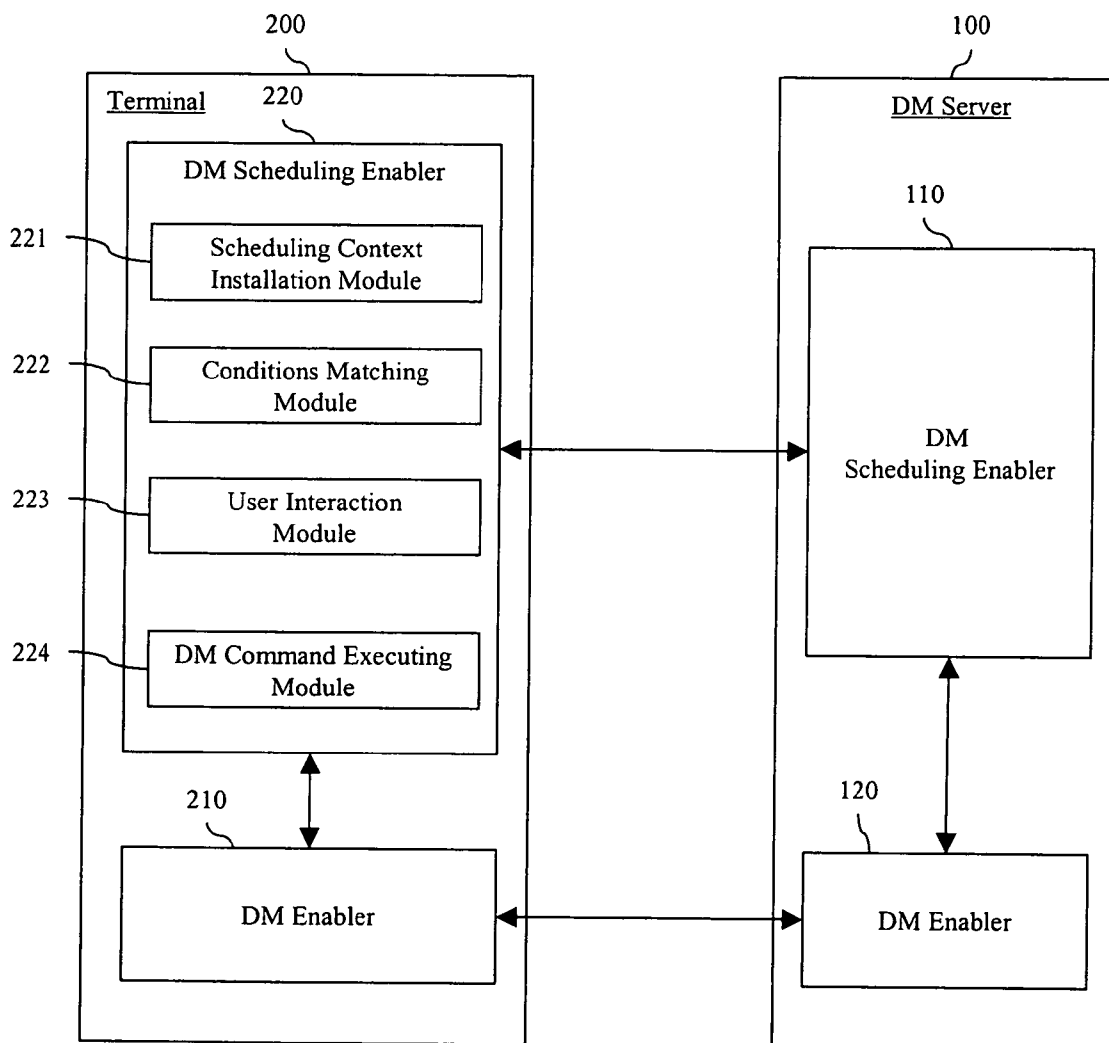 200
100
Terminal
220
DM Server
DM Scheduling Enabler
110
221
Scheduling Context
Installation Module
222
Conditions Matching
Module
DM
Scheduling Enabler
223
User Interaction
Module
224
DM Command Executing
Module
210
120
DM Enabler
DM Enabler